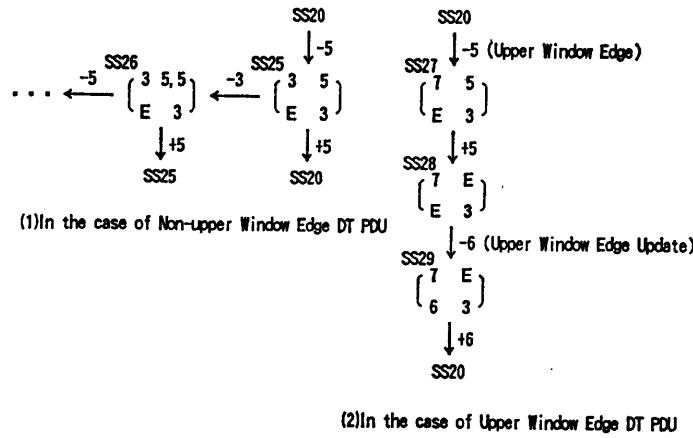 SS20
-5
SS26
3 5,5
E 3
-5
...
+5
SS25
-3
SS25
3 5
E 3
+5
SS20
(1)In the case of Non-upper Window Edge DT PDU
SS20
-5 (Upper Window Edge)
SS27
7 5
E 3
+5
SS28
7 E
E 3
-6 (Upper Window Edge Update)
SS29
7 E
6 3
+6
SS20
(2)In the case of Upper Window Edge DT PDU